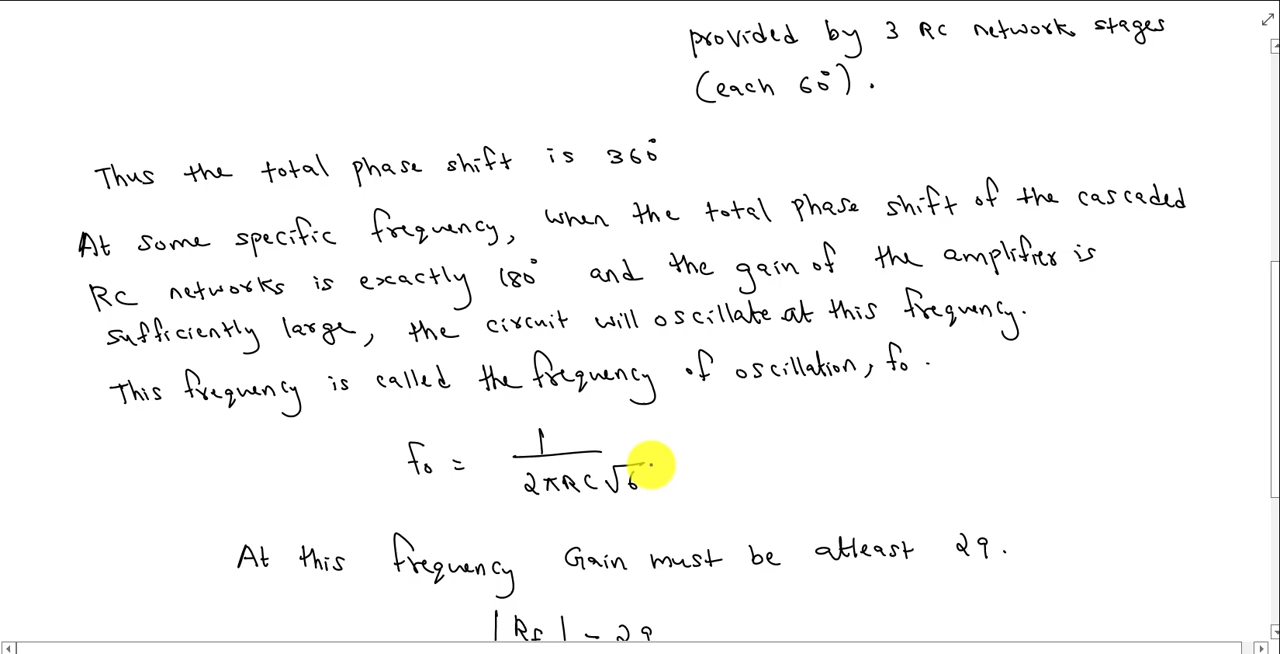 provided by 3 RC network stages
(each 60°).
Thus the total phase shift is 360°
At some specific frequency, when the total phase shift of the cascaded
RC networks is exactly 180° and the gain of the amplifier is
sufficiently large, the circuit will oscillate at this frequency.
This frequency is called the frequency of oscillation, fo.
fo = 1 / 2πRC√6
At this frequency Gain must be atleast 29.
|Rf| = 29